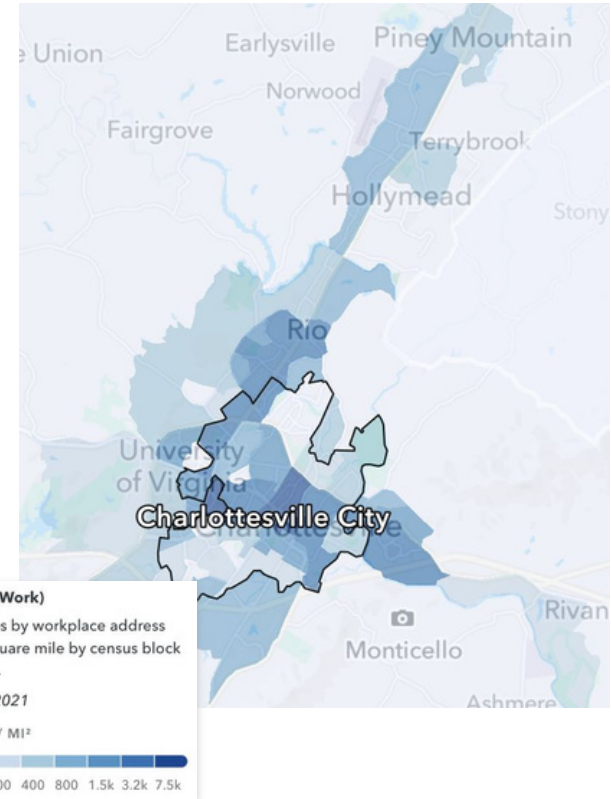 e Union
Earlysville
Piney Mountain
Norwood
Fairgrove
Terrybrook
Hollymead
Stony
Rio
University
of Virginia
Charlottesville City
Charlottesville
Rivan
Monticello
Ashmere
Work)
s by workplace address
uare mile by census block
2021
/ MI²
00 400 800 1.5k 3.2k 7.5k